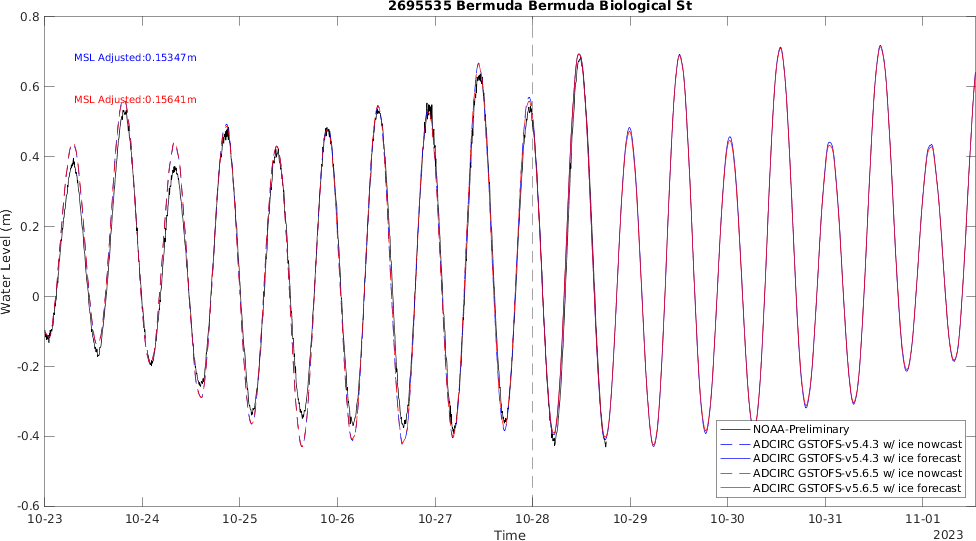 2695535 Bermuda Bermuda Biological St
0.8
0.6
0.4
0.2
0
-0.2
-0.4
-0.6
Water Level (m)
MSL Adjusted:0.15347m
MSL Adjusted:0.15641m
NOAA-Preliminary
ADCIRC GSTOFS-v5.4.3 w/ ice nowcast
ADCIRC GSTOFS-v5.4.3 w/ ice forecast
ADCIRC GSTOFS-v5.6.5 w/ ice nowcast
ADCIRC GSTOFS-v5.6.5 w/ ice forecast
10-23 10-24 10-25 10-26 10-27 10-28 10-29 10-30 10-31 11-01
Time
2023